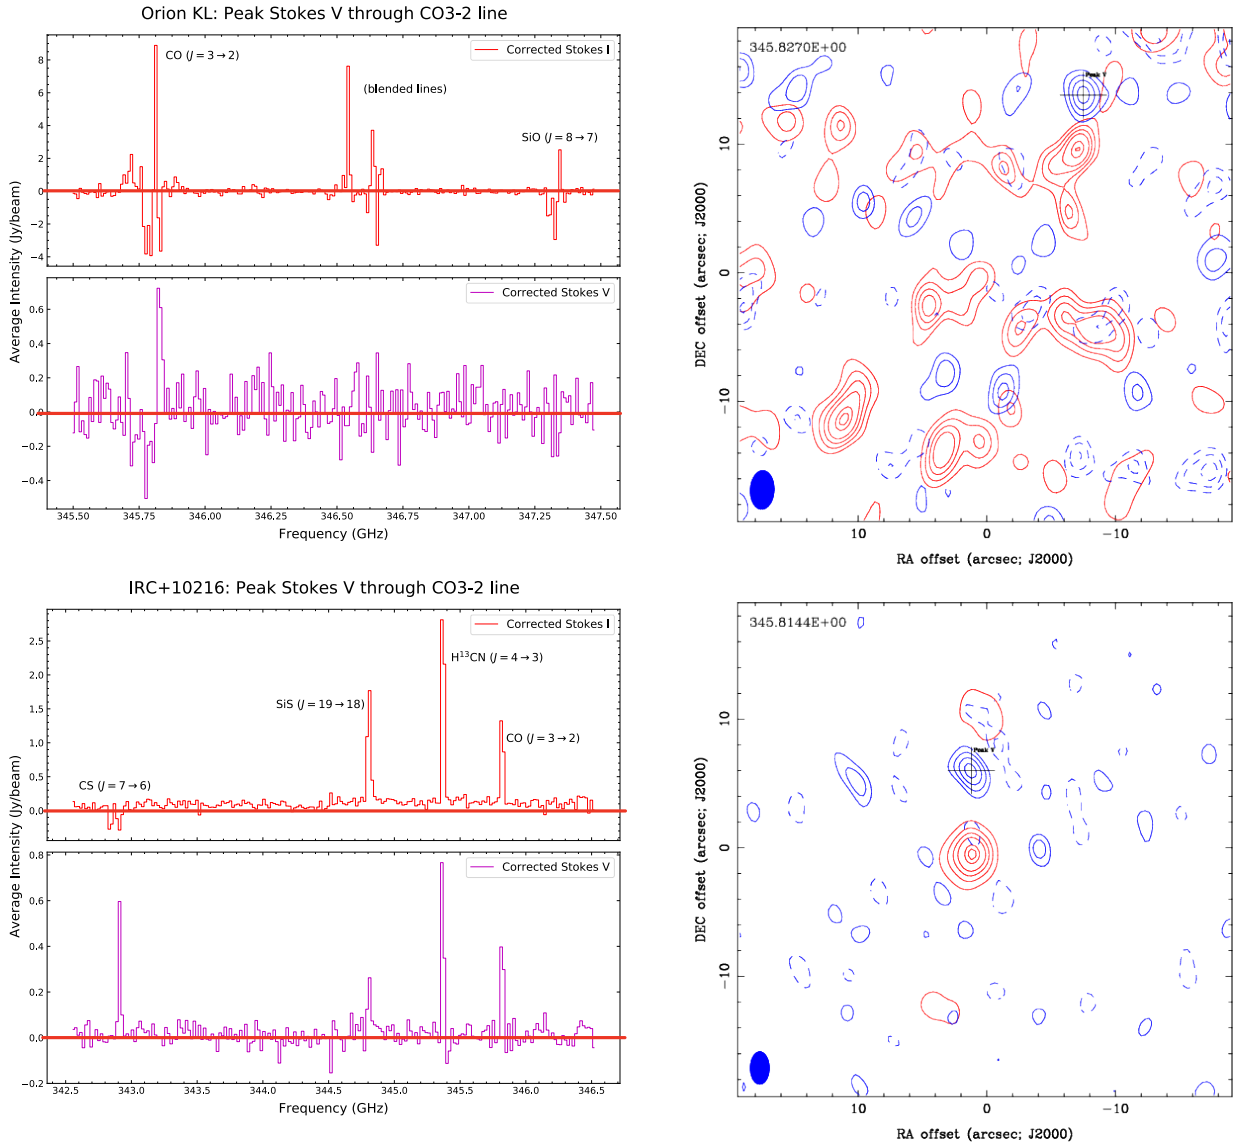 Orion KL: Peak Stokes V through CO3-2 line
Corrected Stokes I
CO (J = 3 → 2)
(blended lines)
SiO (J = 8 → 7)
8
6
4
2
0
−2
−4
Corrected Stokes V
0.6
0.4
0.2
0.0
−0.2
−0.4
Average Intensity (Jy/beam)
345.50 345.75 346.00 346.25 346.50 346.75 347.00 347.25 347.50
Frequency (GHz)
345.8270E+00
Peak V
10
0
−10
DEC offset (arcsec; J2000)
10 0 −10
RA offset (arcsec; J2000)
IRC+10216: Peak Stokes V through CO3-2 line
Corrected Stokes I
H¹³CN (J = 4 → 3)
SiS (J = 19 → 18)
CO (J = 3 → 2)
CS (J = 7 → 6)
2.5
2.0
1.5
1.0
0.5
0.0
Corrected Stokes V
0.8
0.6
0.4
0.2
0.0
−0.2
Average Intensity (Jy/beam)
342.5 343.0 343.5 344.0 344.5 345.0 345.5 346.0 346.5
Frequency (GHz)
345.8144E+00
Peak V
10
0
−10
DEC offset (arcsec; J2000)
10 0 −10
RA offset (arcsec; J2000)